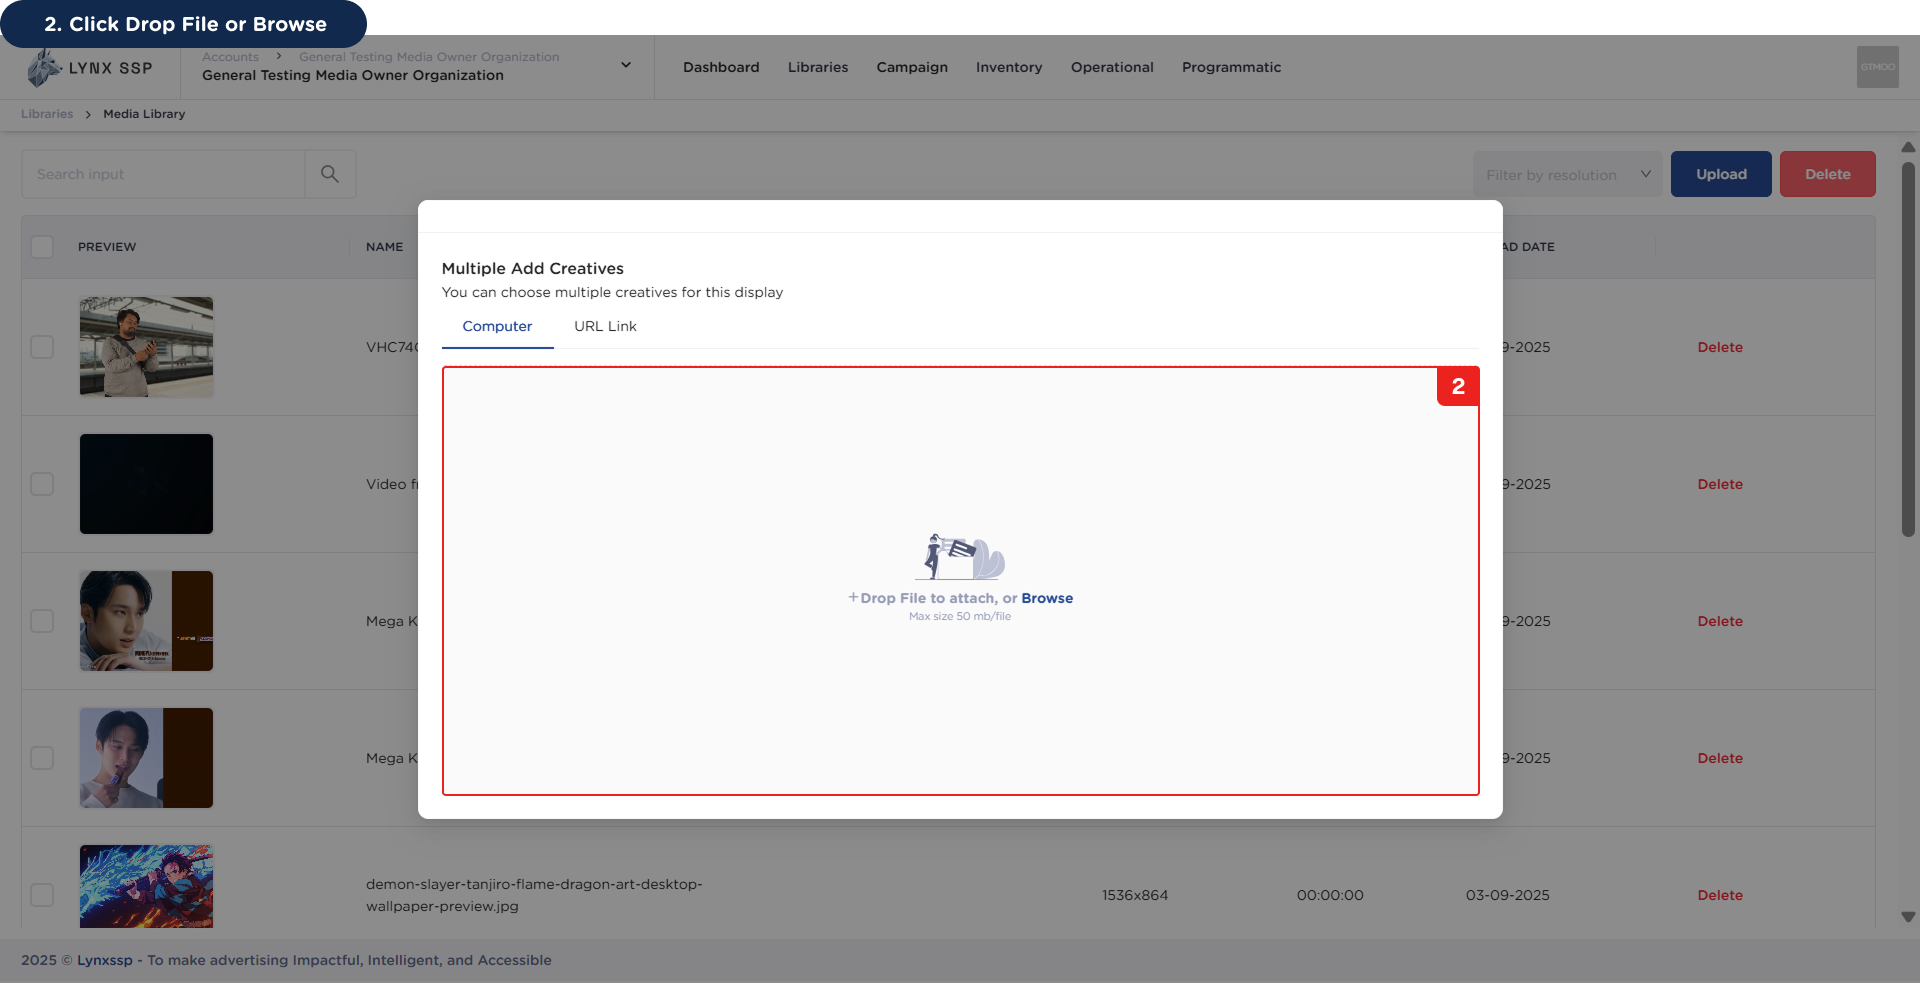 2. Click Drop File or Browse
LYNX SSP
Accounts > General Testing Media Owner Organization
General Testing Media Owner Organization
Dashboard Libraries Campaign Inventory Operational Programmatic
GTMOO
Libraries > Media Library
Search input
Filter by resolution
Upload
Delete
PREVIEW NAME AD DATE
Multiple Add Creatives
You can choose multiple creatives for this display
Computer URL Link
2
+Drop File to attach, or Browse
Max size 50 mb/file
VHC74 9-2025 Delete
Video f 9-2025 Delete
Mega K 9-2025 Delete
Mega K 9-2025 Delete
demon-slayer-tanjiro-flame-dragon-art-desktop-
wallpaper-preview.jpg
1536x864 00:00:00 03-09-2025 Delete
2025 © Lynxssp - To make advertising Impactful, Intelligent, and Accessible